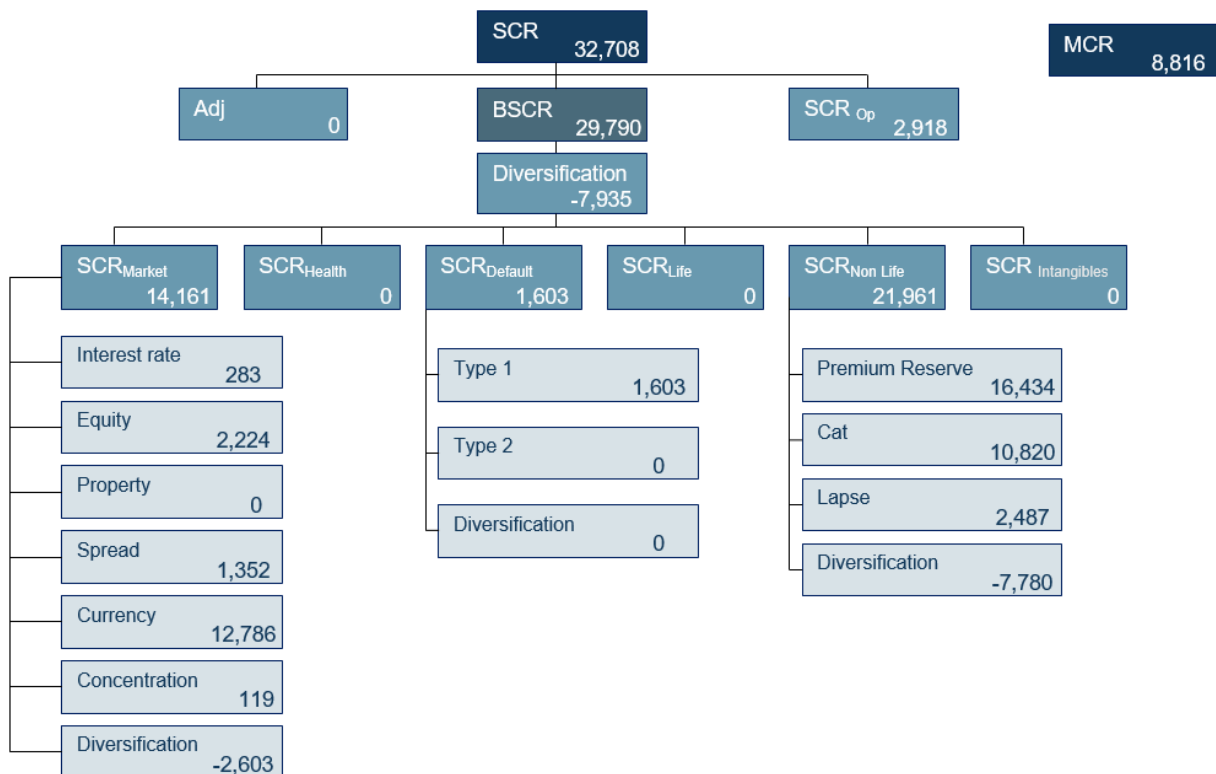 SCR
32,708
MCR
8,816
Adj
0
BSCR
29,790
SCR Op
2,918
Diversification
-7,935
SCRMarket
14,161
SCRHealth
0
SCRDefault
1,603
SCRLife
0
SCRNon Life
21,961
SCR Intangibles
0
Interest rate
283
Equity
2,224
Property
0
Spread
1,352
Currency
12,786
Concentration
119
Diversification
-2,603
Type 1
1,603
Type 2
0
Diversification
0
Premium Reserve
16,434
Cat
10,820
Lapse
2,487
Diversification
-7,780